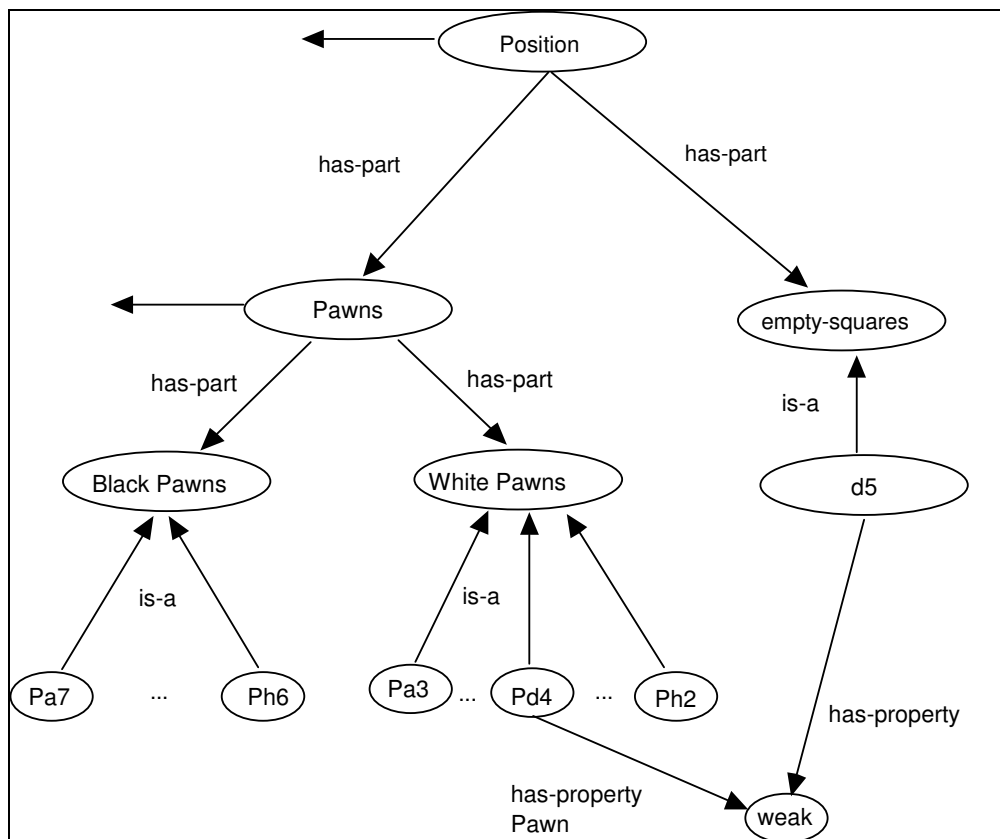 Position
has-part
has-part
Pawns
empty-squares
has-part
has-part
is-a
Black Pawns
White Pawns
d5
is-a
is-a
Pa7
...
Ph6
Pa3
...
Pd4
...
Ph2
has-property
has-property
Pawn
weak